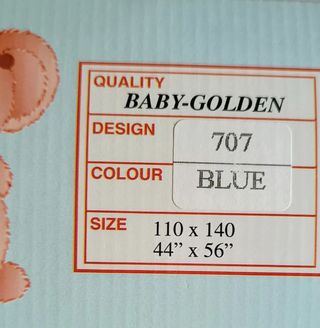 QUALITY
BABY-GOLDEN
DESIGN 707
COLOUR BLUE
SIZE 110 x 140
44” x 56”